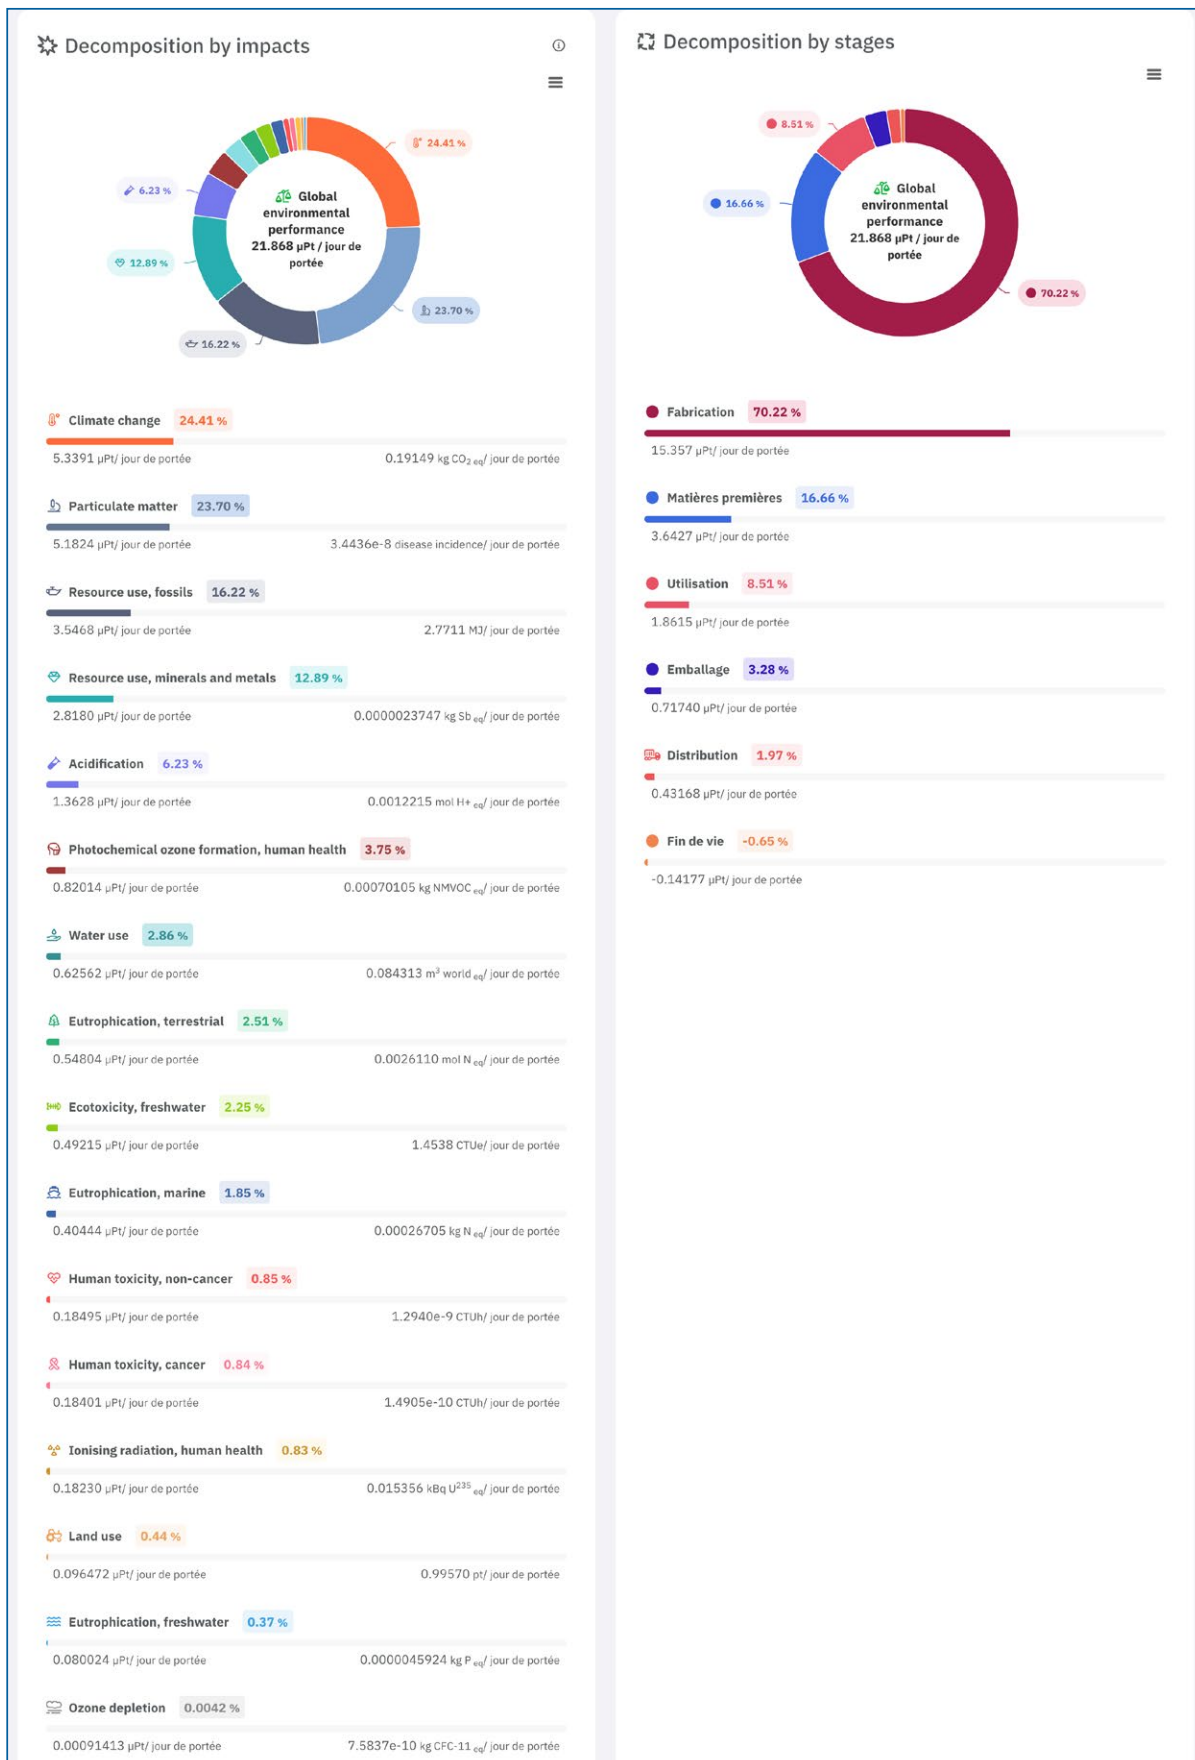 Decomposition by impacts
24.41 %
6.23 %
Global
environmental
performance
21.868 µPt / jour de
portée
12.89 %
23.70 %
16.22 %
Climate change 24.41 %
5.3391 µPt/ jour de portée 0.19149 kg CO2 eq/ jour de portée
Particulate matter 23.70 %
5.1824 µPt/ jour de portée 3.4436e-8 disease incidence/ jour de portée
Resource use, fossils 16.22 %
3.5468 µPt/ jour de portée 2.7711 MJ/ jour de portée
Resource use, minerals and metals 12.89 %
2.8180 µPt/ jour de portée 0.0000023747 kg Sb eq/ jour de portée
Acidification 6.23 %
1.3628 µPt/ jour de portée 0.0012215 mol H+ eq/ jour de portée
Photochemical ozone formation, human health 3.75 %
0.82014 µPt/ jour de portée 0.00070105 kg NMVOC eq/ jour de portée
Water use 2.86 %
0.62562 µPt/ jour de portée 0.084313 m³ world eq/ jour de portée
Eutrophication, terrestrial 2.51 %
0.54804 µPt/ jour de portée 0.0026110 mol N eq/ jour de portée
Ecotoxicity, freshwater 2.25 %
0.49215 µPt/ jour de portée 1.4538 CTUe/ jour de portée
Eutrophication, marine 1.85 %
0.40444 µPt/ jour de portée 0.00026705 kg N eq/ jour de portée
Human toxicity, non-cancer 0.85 %
0.18495 µPt/ jour de portée 1.2940e-9 CTUh/ jour de portée
Human toxicity, cancer 0.84 %
0.18401 µPt/ jour de portée 1.4905e-10 CTUh/ jour de portée
Ionising radiation, human health 0.83 %
0.18230 µPt/ jour de portée 0.015356 kBq U²³⁵ eq/ jour de portée
Land use 0.44 %
0.096472 µPt/ jour de portée 0.99570 pt/ jour de portée
Eutrophication, freshwater 0.37 %
0.080024 µPt/ jour de portée 0.0000045924 kg P eq/ jour de portée
Ozone depletion 0.0042 %
0.00091413 µPt/ jour de portée 7.5837e-10 kg CFC-11 eq/ jour de portée
Decomposition by stages
8.51 %
16.66 %
Global
environmental
performance
21.868 µPt / jour de
portée
70.22 %
Fabrication 70.22 %
15.357 µPt/ jour de portée
Matières premières 16.66 %
3.6427 µPt/ jour de portée
Utilisation 8.51 %
1.8615 µPt/ jour de portée
Emballage 3.28 %
0.71740 µPt/ jour de portée
Distribution 1.97 %
0.43168 µPt/ jour de portée
Fin de vie -0.65 %
-0.14177 µPt/ jour de portée